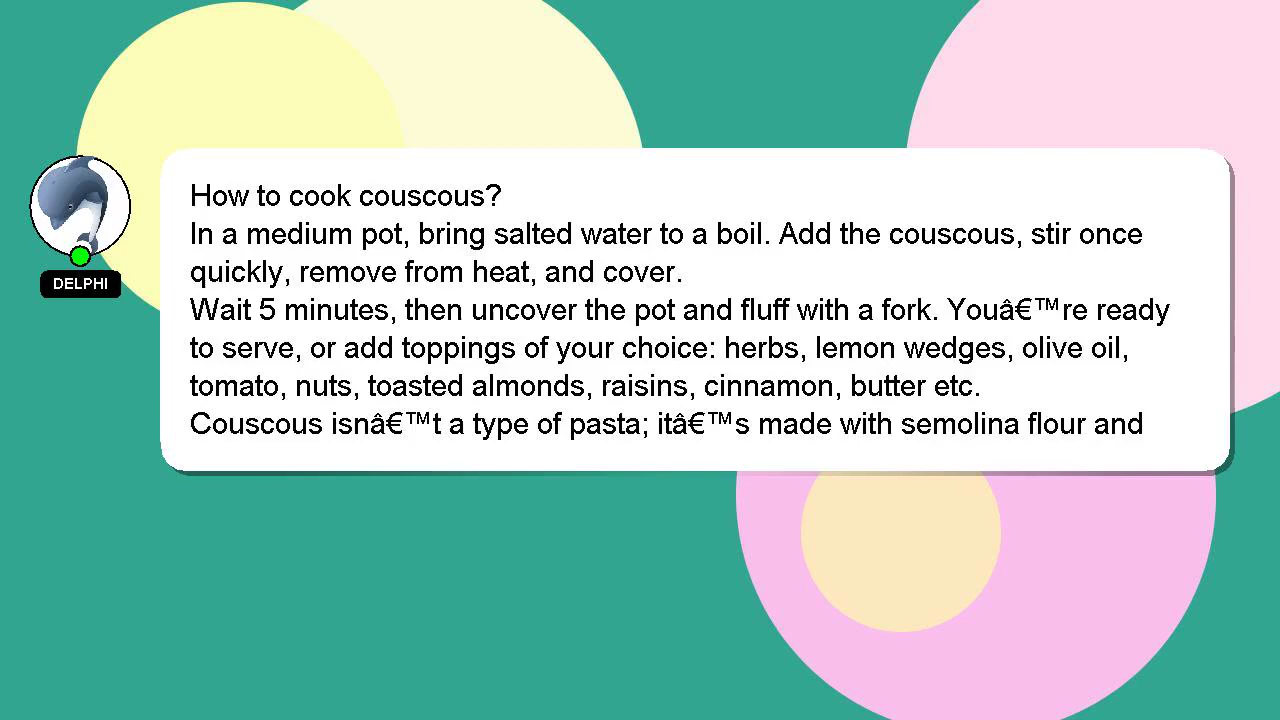 DELPHI
How to cook couscous?
In a medium pot, bring salted water to a boil. Add the couscous, stir once
quickly, remove from heat, and cover.
Wait 5 minutes, then uncover the pot and fluff with a fork. Youâ€™re ready
to serve, or add toppings of your choice: herbs, lemon wedges, olive oil,
tomato, nuts, toasted almonds, raisins, cinnamon, butter etc.
Couscous isnâ€™t a type of pasta; itâ€™s made with semolina flour and